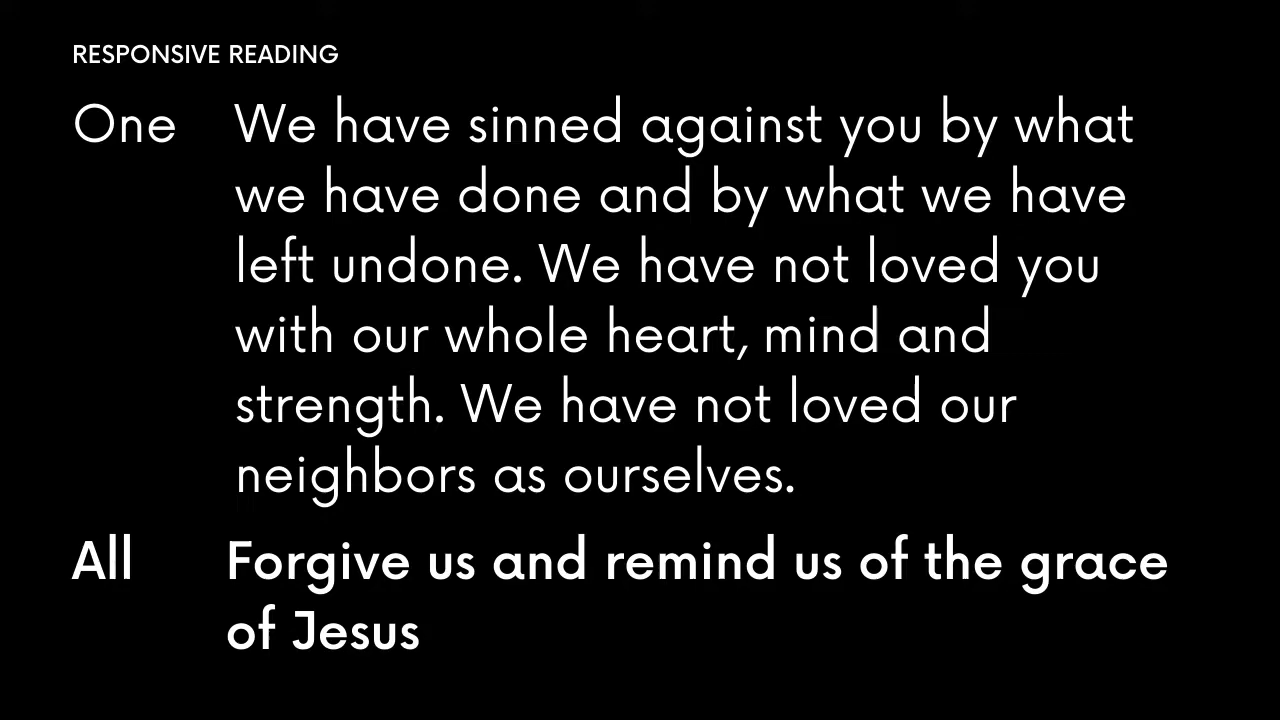 RESPONSIVE READING
One We have sinned against you by what
we have done and by what we have
left undone. We have not loved you
with our whole heart, mind and
strength. We have not loved our
neighbors as ourselves.
All Forgive us and remind us of the grace
of Jesus